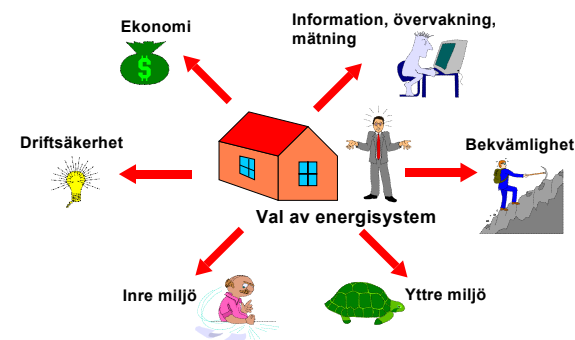 Ekonomi
Information, övervakning,
mätning
$
Driftsäkerhet
Bekvämlighet
Val av energisystem
Inre miljö
Yttre miljö